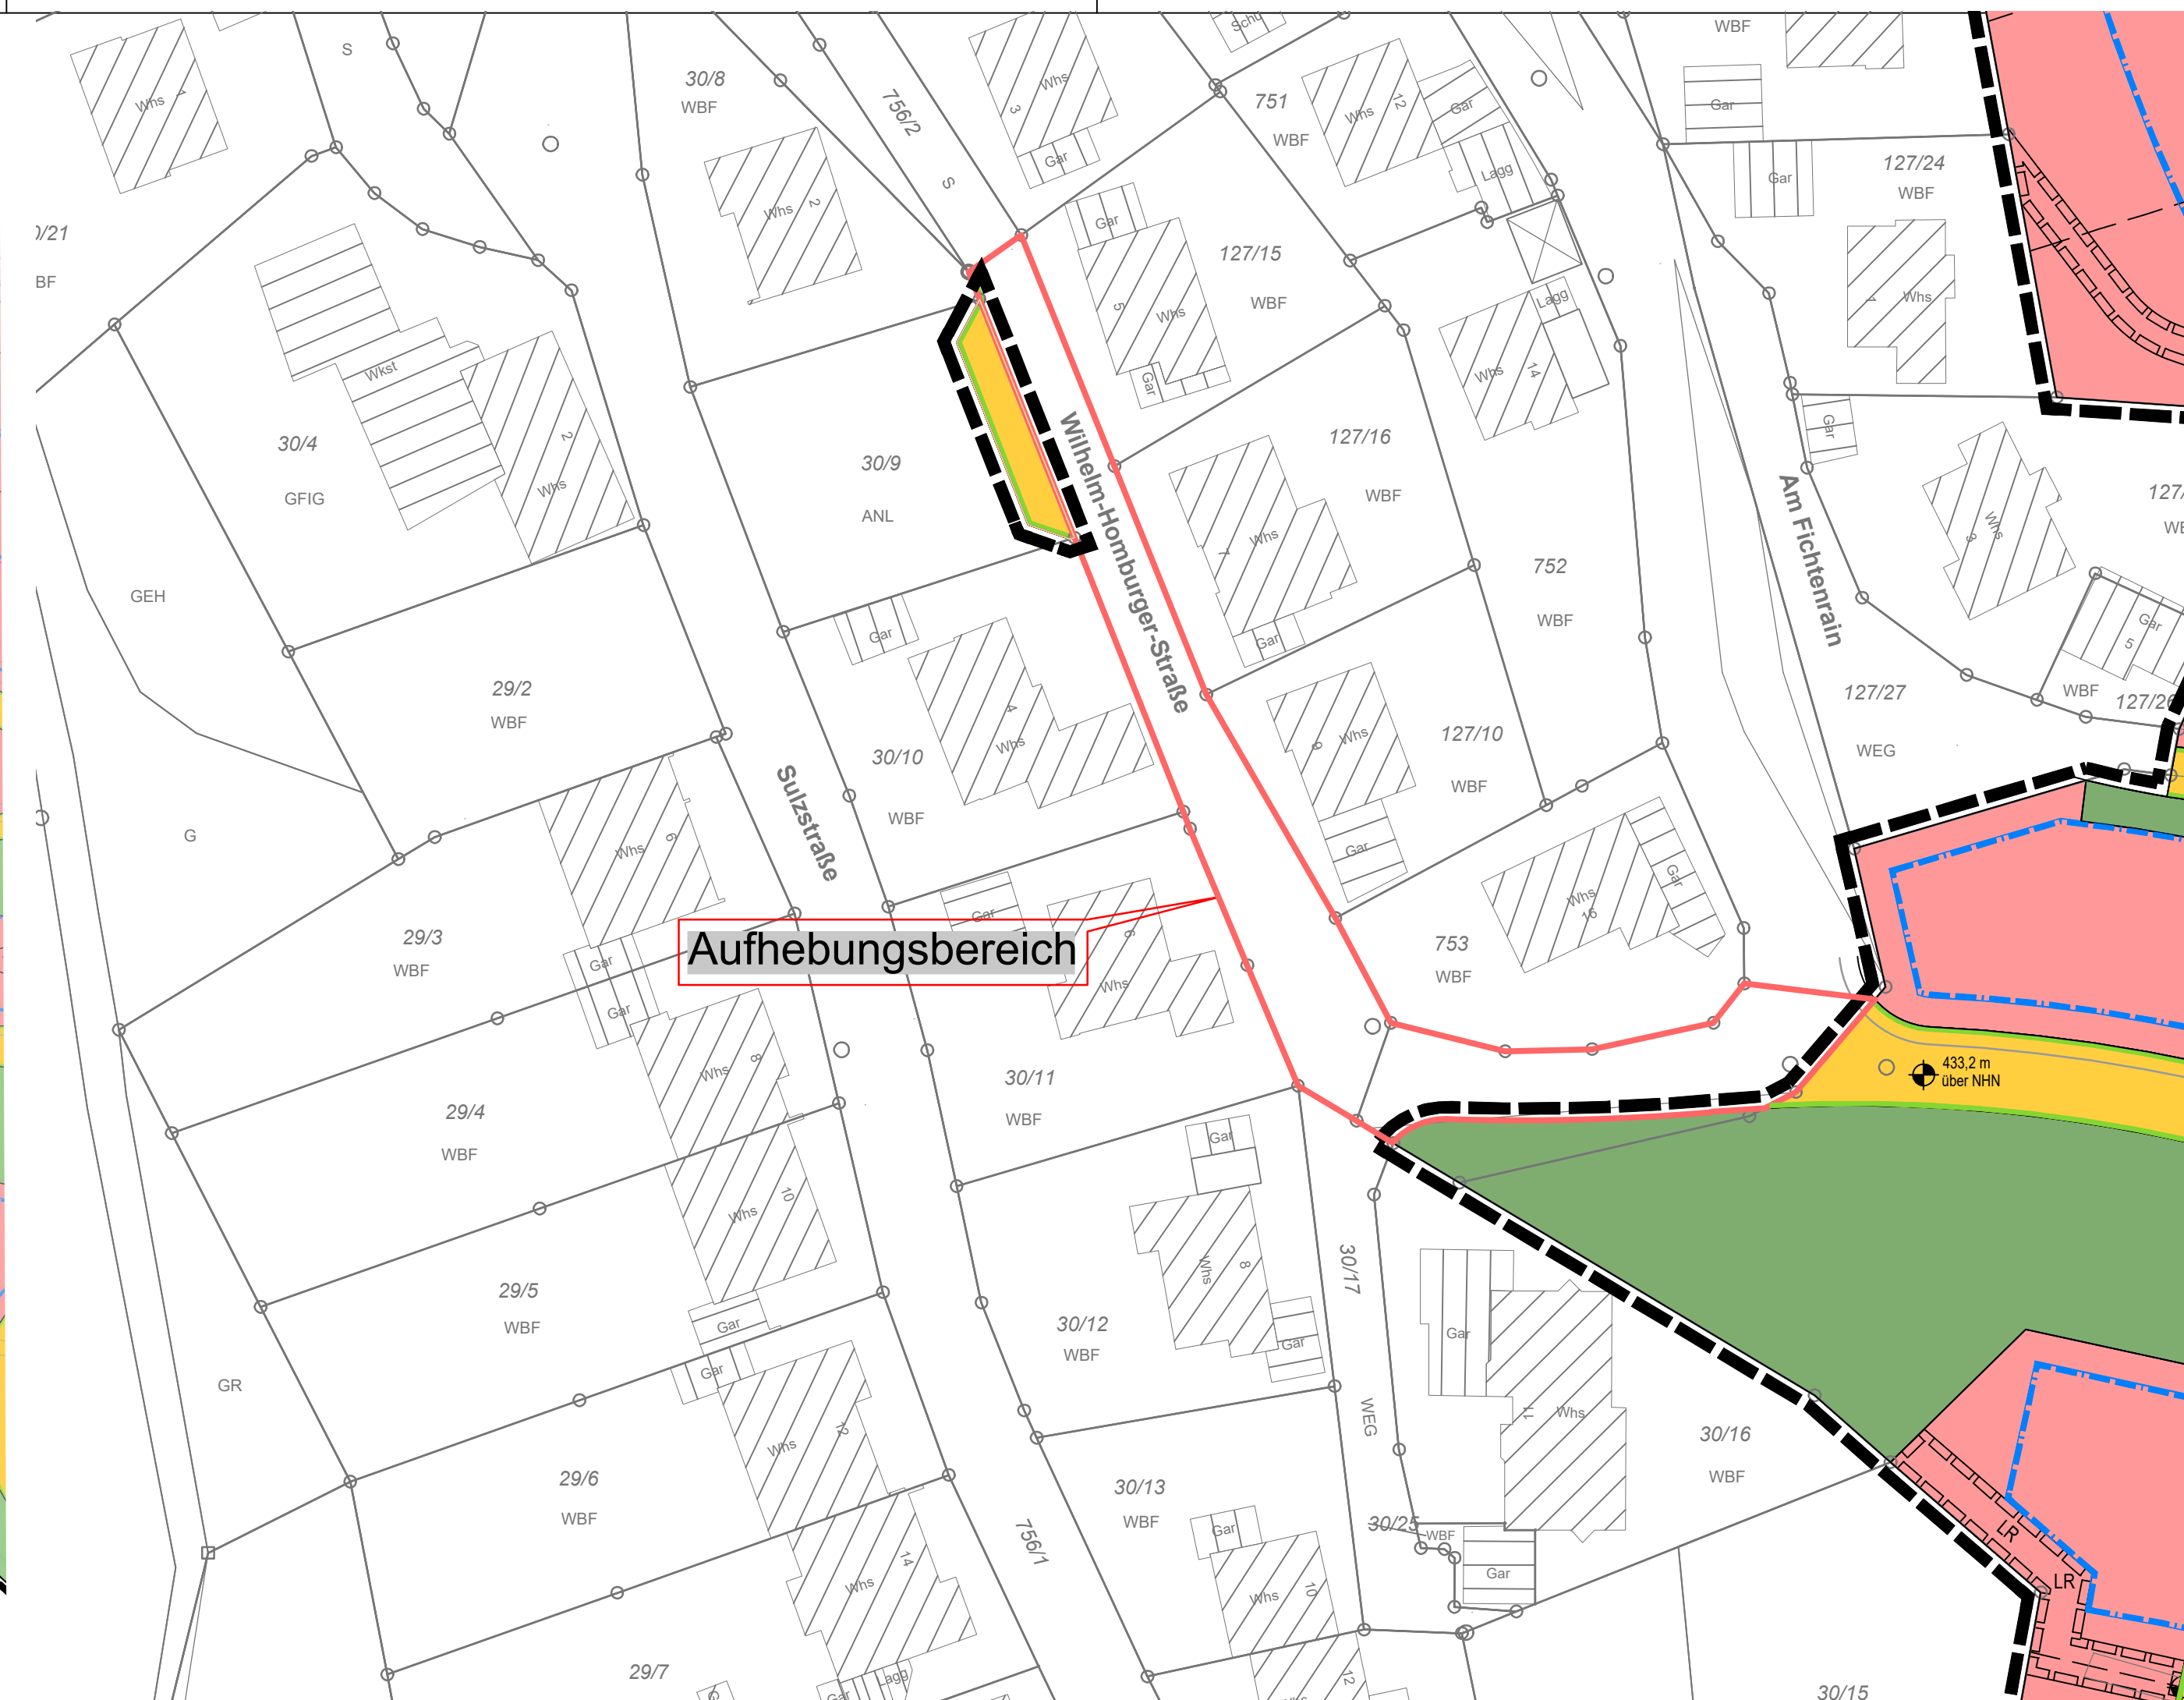 S
30/8
WBF
756/2
S
Whs
1
Whs
2
Whs
3
Gar
Schu
751
WBF
Whs
12
Gar
Lagg
WBF
Gar
Gar
127/24
WBF
Whs
1
/21
BF
Gar
127/15
WBF
5
Whs
Gar
Lagg
Whs
14
Gar
30/4
GFIG
Wkst
2
Whs
30/9
ANL
Wilhelm-Homburger-Straße
127/16
WBF
7
Whs
Gar
752
WBF
Am Fichtenrain
Whs
3
127/
WB
Gar
5
WBF
127/26
127/27
WEG
GEH
29/2
WBF
Gar
4
Whs
30/10
WBF
Sulzstraße
9
Whs
Gar
127/10
WBF
G
Whs
6
29/3
WBF
Gar
Gar
Gar
Aufhebungsbereich
6
Whs
Whs
16
Gar
753
WBF
433,2 m
über NHN
29/4
WBF
Whs
8
30/11
WBF
29/5
WBF
Whs
10
Gar
Gar
Gar
Whs
8
Gar
30/17
WEG
30/12
WBF
Gar
Whs
11
30/16
WBF
GR
29/6
WBF
Whs
12
30/13
WBF
Gar
30/25
WBF
Gar
LR
LR
756/1
Whs
14
Whs
10
29/7
Gar
Lagg
12
Whs
30/15